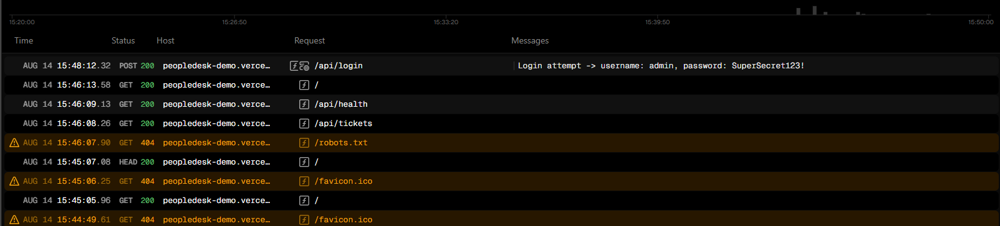 15:20:00 15:26:50 15:33:20 15:39:50 15:50:00
Time Status Host Request Messages
AUG 14 15:48:12.32 POST 200 peopledesk-demo.verce… /api/login Login attempt -> username: admin, password: SuperSecret123!
AUG 14 15:46:13.58 GET 200 peopledesk-demo.verce… /
AUG 14 15:46:09.13 GET 200 peopledesk-demo.verce… /api/health
AUG 14 15:46:08.26 GET 200 peopledesk-demo.verce… /api/tickets
AUG 14 15:46:07.90 GET 404 peopledesk-demo.verce… /robots.txt
AUG 14 15:45:07.08 HEAD 200 peopledesk-demo.verce… /
AUG 14 15:45:06.25 GET 404 peopledesk-demo.verce… /favicon.ico
AUG 14 15:45:05.96 GET 200 peopledesk-demo.verce… /
AUG 14 15:44:49.61 GET 404 peopledesk-demo.verce… /favicon.ico